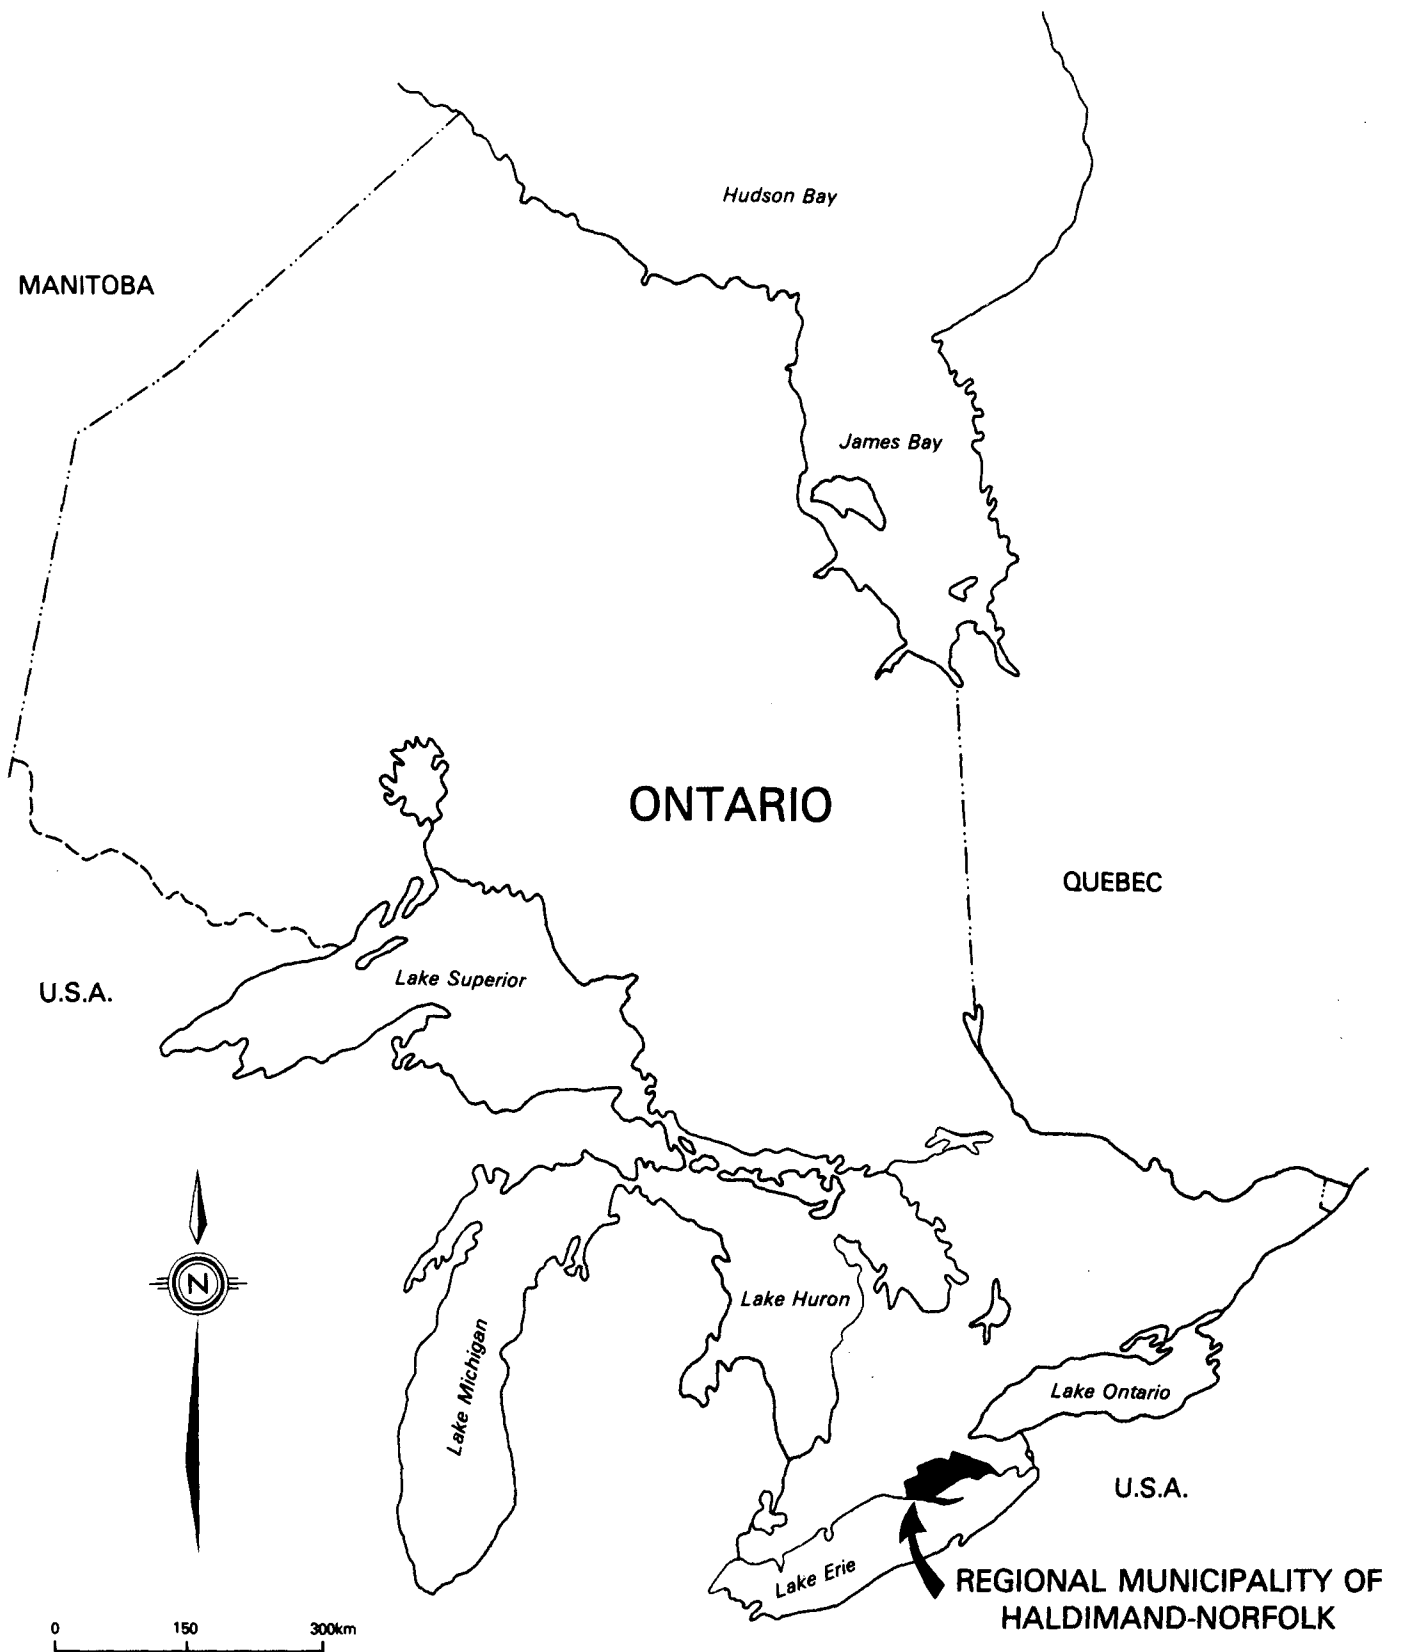 Hudson Bay
MANITOBA
James Bay
ONTARIO
QUEBEC
Lake Superior
U.S.A.
N
Lake Huron
Lake Michigan
Lake Ontario
U.S.A.
Lake Erie
REGIONAL MUNICIPALITY OF
HALDIMAND-NORFOLK
0 150 300km